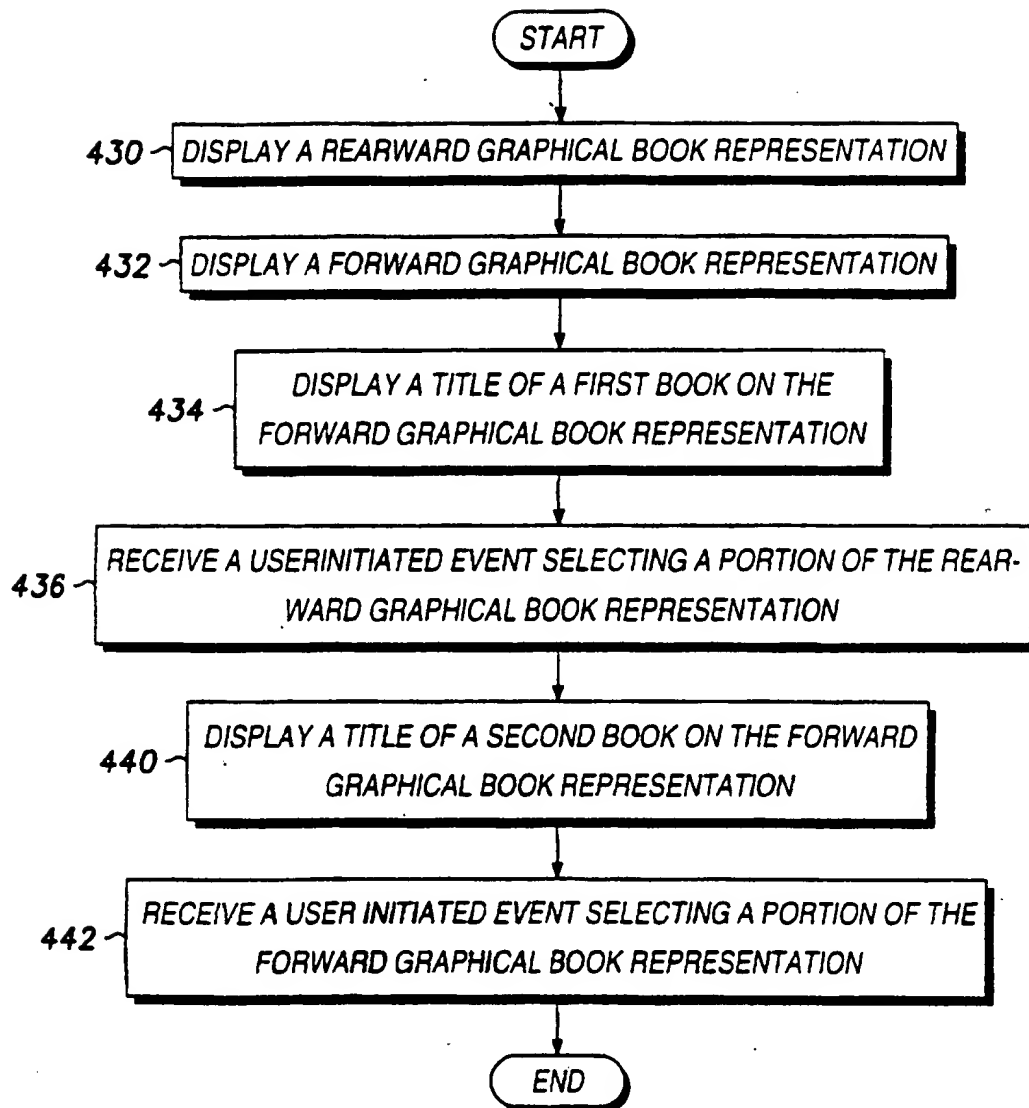 START
430 DISPLAY A REARWARD GRAPHICAL BOOK REPRESENTATION
432 DISPLAY A FORWARD GRAPHICAL BOOK REPRESENTATION
DISPLAY A TITLE OF A FIRST BOOK ON THE
434
FORWARD GRAPHICAL BOOK REPRESENTATION
RECEIVE A USERINITIATED EVENT SELECTING A PORTION OF THE REAR-
436
WARD GRAPHICAL BOOK REPRESENTATION
DISPLAY A TITLE OF A SECOND BOOK ON THE FORWARD
440
GRAPHICAL BOOK REPRESENTATION
RECEIVE A USER INITIATED EVENT SELECTING A PORTION OF THE
442
FORWARD GRAPHICAL BOOK REPRESENTATION
END